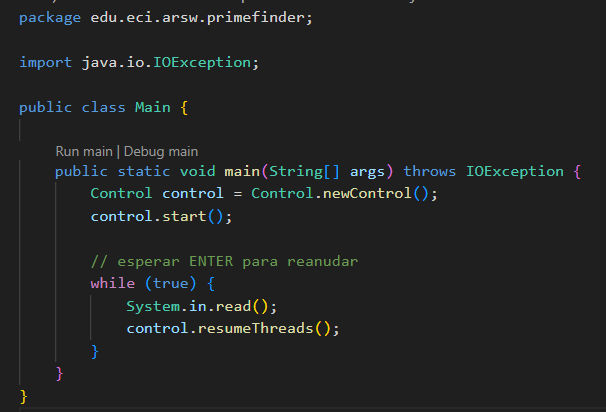 package edu.eci.arsw.primefinder;
import java.io.IOException;
public class Main {
Run main | Debug main
public static void main(String[] args) throws IOException {
Control control = Control.newControl();
control.start();
// esperar ENTER para reanudar
while (true) {
System.in.read();
control.resumeThreads();
}
}
}